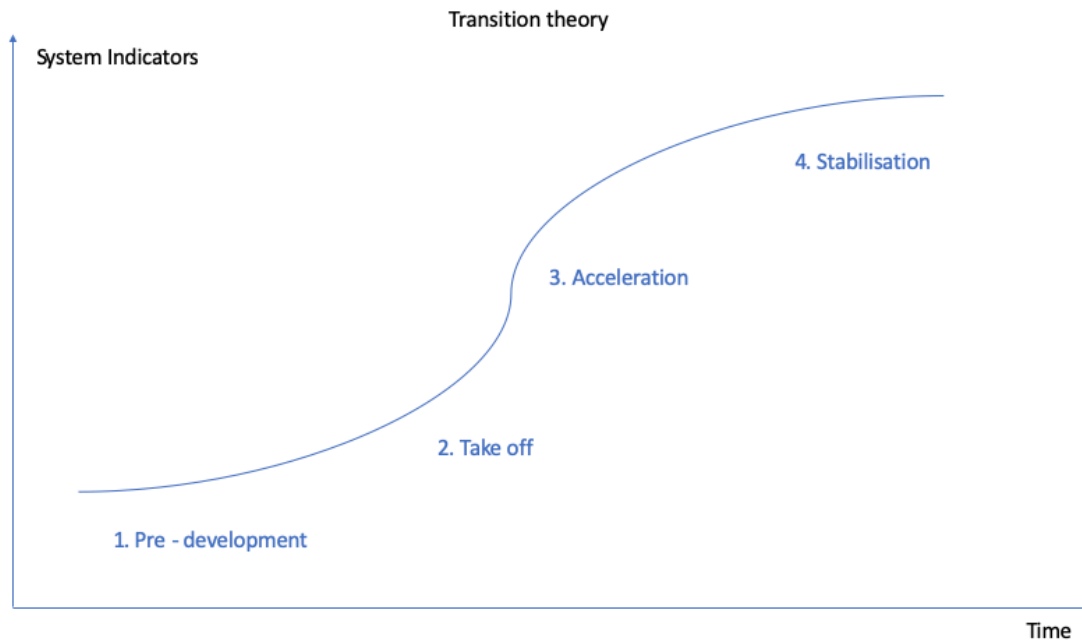 Transition theory
System Indicators
4. Stabilisation
3. Acceleration
2. Take off
1. Pre - development
Time